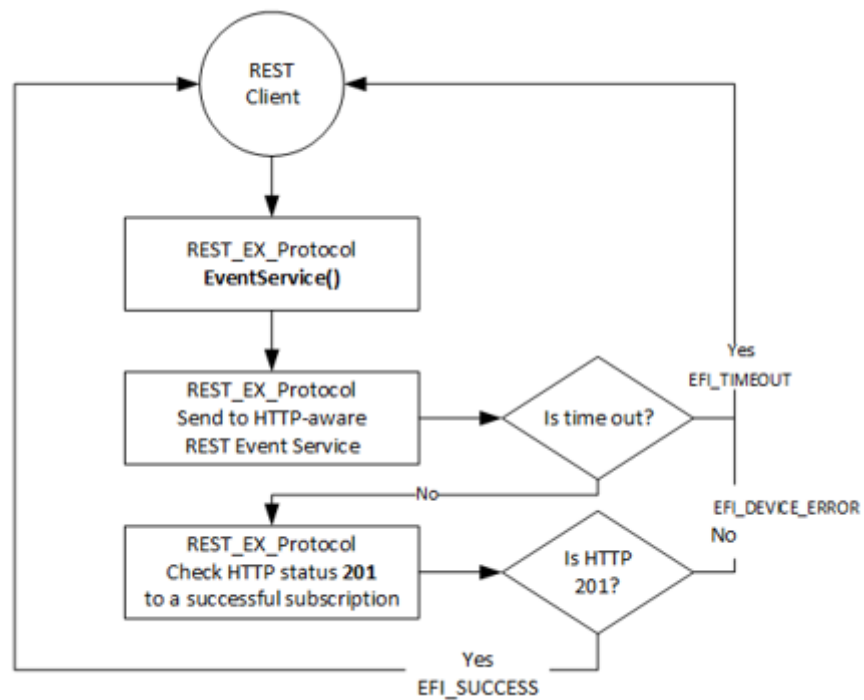 REST
Client
REST_EX_Protocol
EventService()
REST_EX_Protocol
Send to HTTP-aware
REST Event Service
Is time out?
Yes
EFI_TIMEOUT
No
EFI_DEVICE_ERROR
No
REST_EX_Protocol
Check HTTP status 201
to a successful subscription
Is HTTP
201?
Yes
EFI_SUCCESS